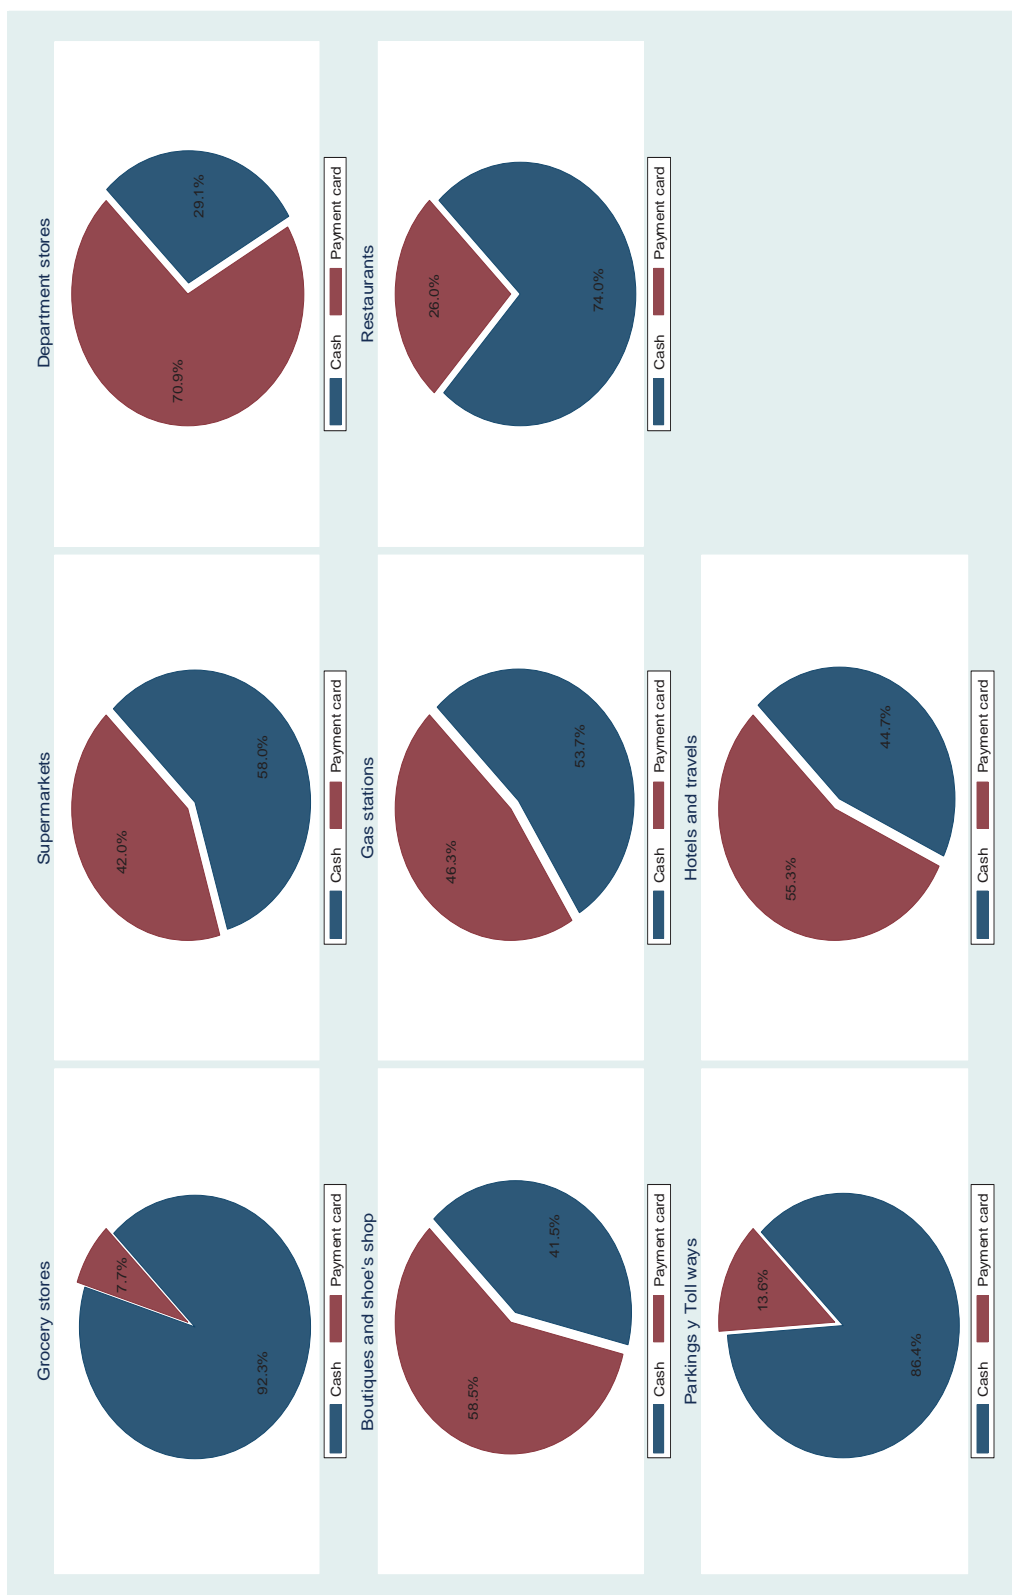 Grocery stores
7.7%
92.3%
Cash Payment card
Supermarkets
42.0%
58.0%
Cash Payment card
Department stores
29.1%
70.9%
Cash Payment card
Boutiques and shoe's shop
41.5%
58.5%
Cash Payment card
Gas stations
46.3%
53.7%
Cash Payment card
Restaurants
26.0%
74.0%
Cash Payment card
Parkings y Toll ways
13.6%
86.4%
Cash Payment card
Hotels and travels
44.7%
55.3%
Cash Payment card